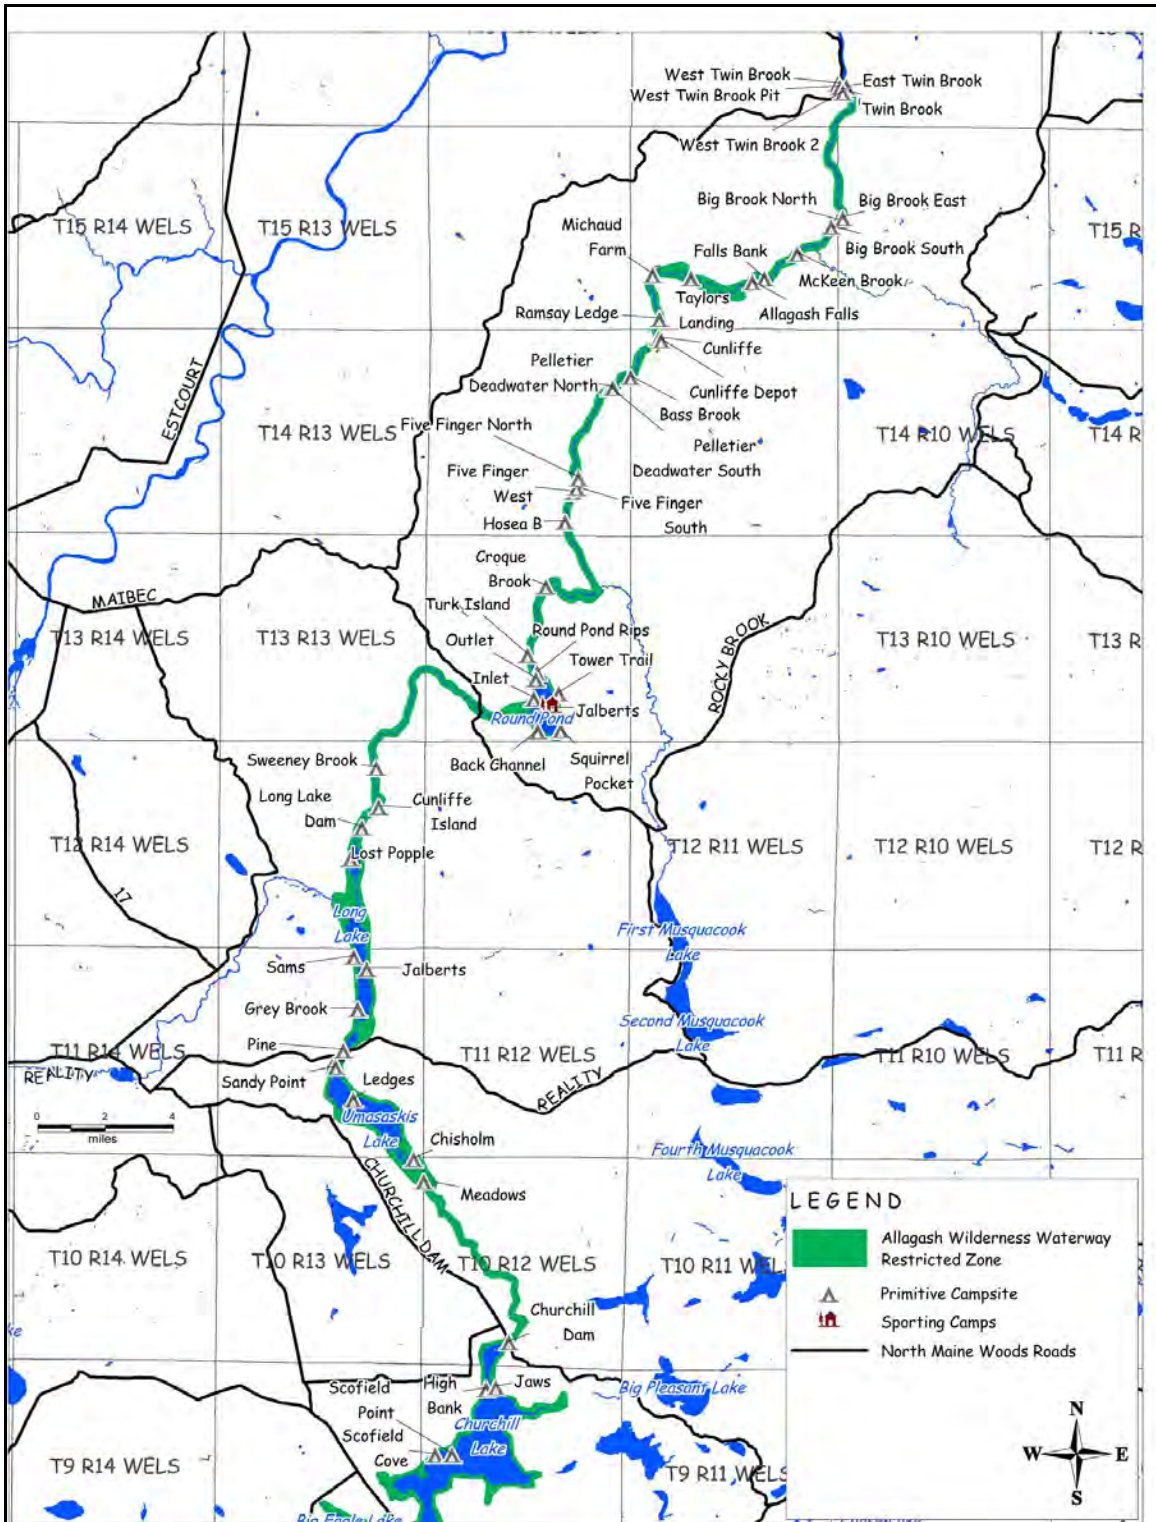 West Twin Brook
East Twin Brook
West Twin Brook Pit
Twin Brook
West Twin Brook 2
Big Brook North
Big Brook East
T15 R14 WELS
T15 R13 WELS
T15 R
Michaud
Farm
Falls Bank
Big Brook South
McKeen Brook
Taylors
Landing
Allagash Falls
Ramsay Ledge
Cunliffe
Pelletier
Deadwater North
Cunliffe Depot
Bass Brook
ESTCOURT
T14 R13 WELS
Five Finger North
Pelletier
Deadwater South
T14 R10 WELS
T14 R
Five Finger
West
Five Finger
South
Hosea B
Croque
Brook
MAIBEC
Turk Island
T13 R14 WELS
T13 R13 WELS
Round Pond Rips
Outlet
Tower Trail
ROCKY BROOK
T13 R10 WELS
T13 R
Inlet
Jalberts
Round Pond
Back Channel
Squirrel
Pocket
Sweeney Brook
Long Lake
Dam
Cunliffe
Island
T12 R14 WELS
Lost Popple
T12 R11 WELS
T12 R10 WELS
T12 R
17
Long
Lake
First Musquacook
Lake
Sams
Jalberts
Grey Brook
Second Musquacook
Lake
Pine
T11 R14 WELS
T11 R12 WELS
T11 R10 WELS
T11 R
REALITY
Sandy Point
Ledges
REALITY
0 2 4
miles
Umasaskis
Lake
Chisholm
Fourth Musquacook
Lake
CHURCHILL DAM
Meadows
T10 R14 WELS
T10 R13 WELS
T10 R12 WELS
T10 R11 WELS
LEGEND
Allagash Wilderness Waterway
Restricted Zone
Primitive Campsite
Sporting Camps
North Maine Woods Roads
Churchill
Dam
ke
Scofield
Point
High
Bank
Jaws
Big Pleasant Lake
Scofield
Cove
Churchill
Lake
T9 R14 WELS
T9 R11 WELS
Big Eagle Lake
N
W E
S